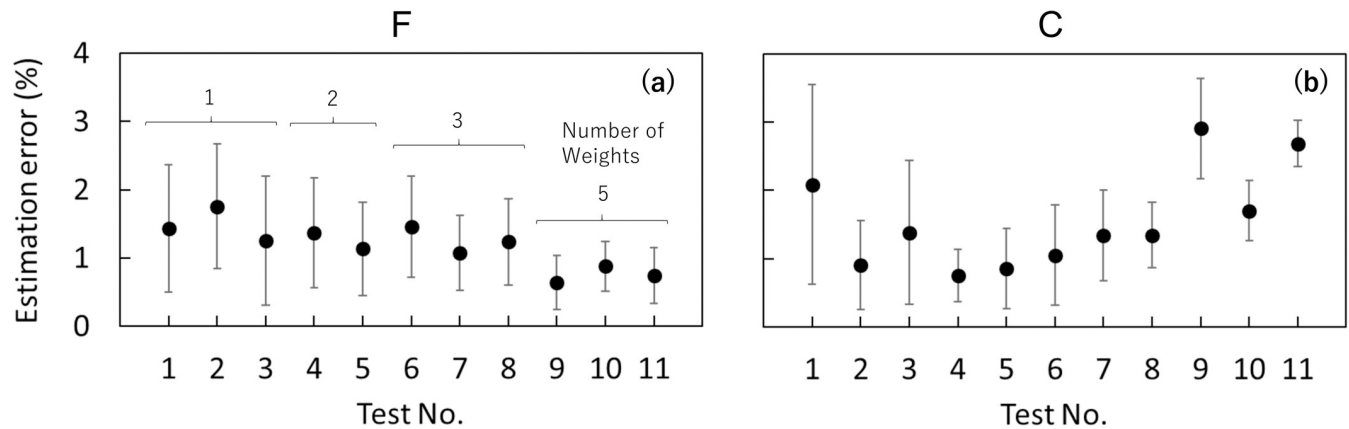 F
C
Estimation error (%)
4
3
2
1
0
(a)
1
2
3
Number of
Weights
5
1 2 3 4 5 6 7 8 9 10 11
Test No.
(b)
1 2 3 4 5 6 7 8 9 10 11
Test No.